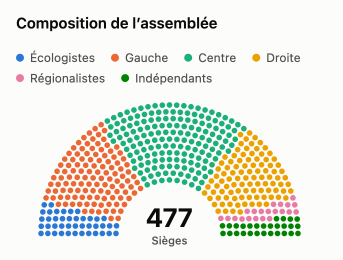 Composition de l’assemblée
Écologistes Gauche Centre Droite
Régionalistes Indépendants
477
Sièges